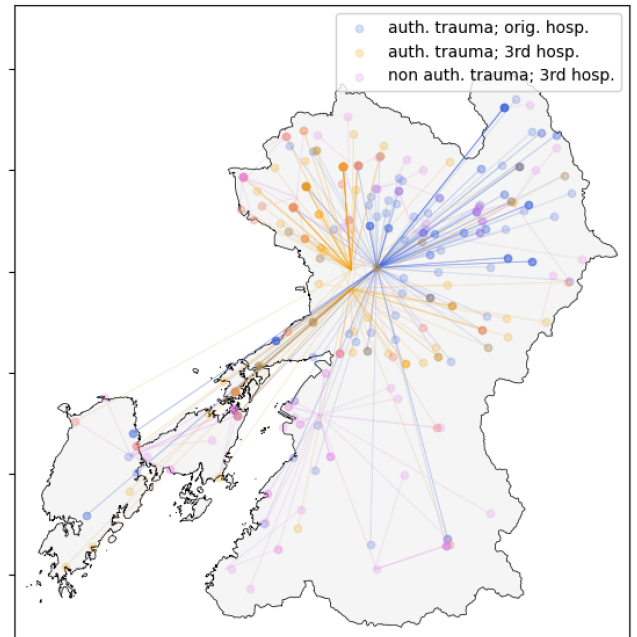 auth. trauma; orig. hosp.
auth. trauma; 3rd hosp.
non auth. trauma; 3rd hosp.